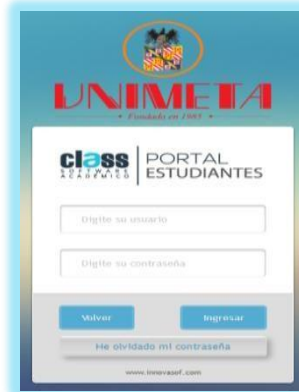 UNIMETA
• Fundada en 1985 •
class
SOFTWARE
ACADEMICO
PORTAL
ESTUDIANTES
Digite su usuario
Digite su contraseña
Volver
Ingresar
He olvidado mi contraseña
www.innovasof.com